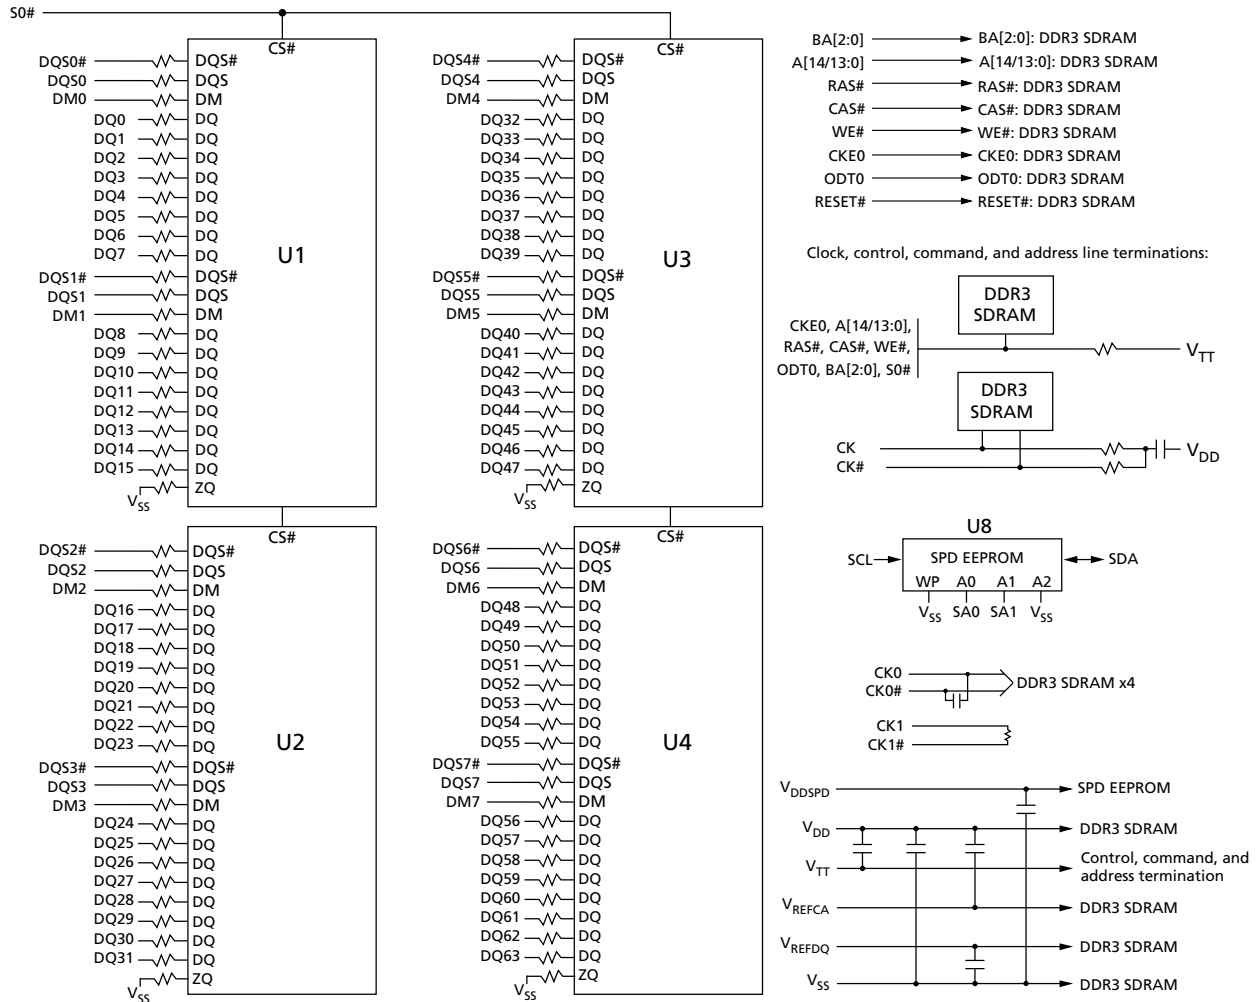 S0#
CS#
DQS0# DQS#
DQS0 DQS
DM0 DM
DQ0 DQ
DQ1 DQ
DQ2 DQ
DQ3 DQ
DQ4 DQ
DQ5 DQ
DQ6 DQ
DQ7 DQ
U1
DQS1# DQS#
DQS1 DQS
DM1 DM
DQ8 DQ
DQ9 DQ
DQ10 DQ
DQ11 DQ
DQ12 DQ
DQ13 DQ
DQ14 DQ
DQ15 DQ
VSS ZQ
CS#
DQS2# DQS#
DQS2 DQS
DM2 DM
DQ16 DQ
DQ17 DQ
DQ18 DQ
DQ19 DQ
DQ20 DQ
DQ21 DQ
DQ22 DQ
DQ23 DQ
U2
DQS3# DQS#
DQS3 DQS
DM3 DM
DQ24 DQ
DQ25 DQ
DQ26 DQ
DQ27 DQ
DQ28 DQ
DQ29 DQ
DQ30 DQ
DQ31 DQ
VSS ZQ
CS#
DQS4# DQS#
DQS4 DQS
DM4 DM
DQ32 DQ
DQ33 DQ
DQ34 DQ
DQ35 DQ
DQ36 DQ
DQ37 DQ
DQ38 DQ
DQ39 DQ
U3
DQS5# DQS#
DQS5 DQS
DM5 DM
DQ40 DQ
DQ41 DQ
DQ42 DQ
DQ43 DQ
DQ44 DQ
DQ45 DQ
DQ46 DQ
DQ47 DQ
VSS ZQ
CS#
DQS6# DQS#
DQS6 DQS
DM6 DM
DQ48 DQ
DQ49 DQ
DQ50 DQ
DQ51 DQ
DQ52 DQ
DQ53 DQ
DQ54 DQ
DQ55 DQ
U4
DQS7# DQS#
DQS7 DQS
DM7 DM
DQ56 DQ
DQ57 DQ
DQ58 DQ
DQ59 DQ
DQ60 DQ
DQ61 DQ
DQ62 DQ
DQ63 DQ
VSS ZQ
BA[2:0] BA[2:0]: DDR3 SDRAM
A[14/13:0] A[14/13:0]: DDR3 SDRAM
RAS# RAS#: DDR3 SDRAM
CAS# CAS#: DDR3 SDRAM
WE# WE#: DDR3 SDRAM
CKE0 CKE0: DDR3 SDRAM
ODT0 ODT0: DDR3 SDRAM
RESET# RESET#: DDR3 SDRAM
Clock, control, command, and address line terminations:
DDR3
SDRAM
CKE0, A[14/13:0],
RAS#, CAS#, WE#,
ODT0, BA[2:0], S0#
VTT
DDR3
SDRAM
CK
CK#
VDD
U8
SCL SPD EEPROM SDA
WP A0 A1 A2
VSS SA0 SA1 VSS
CK0
CK0#
DDR3 SDRAM x4
CK1
CK1#
VDDSPD SPD EEPROM
VDD DDR3 SDRAM
VTT Control, command, and
address termination
VREFCA DDR3 SDRAM
VREFDQ DDR3 SDRAM
VSS DDR3 SDRAM